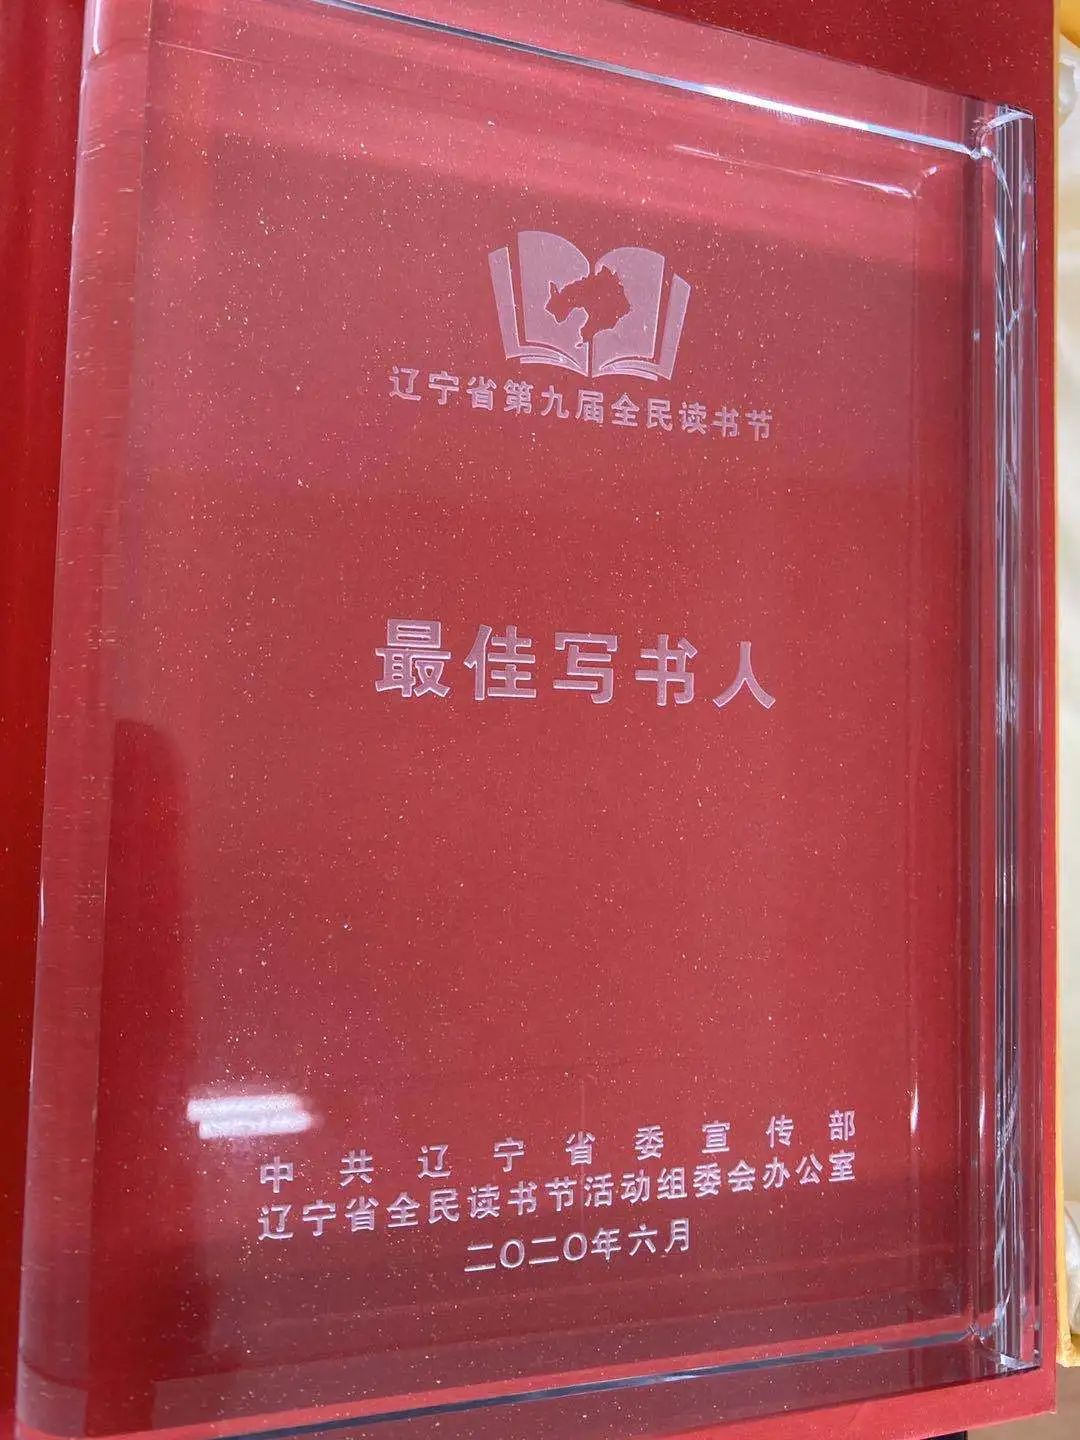 辽宁省第九届全民读书节
最佳写书人
中共辽宁省委宣传部
辽宁省全民读书节活动组委会办公室
二〇二〇年六月